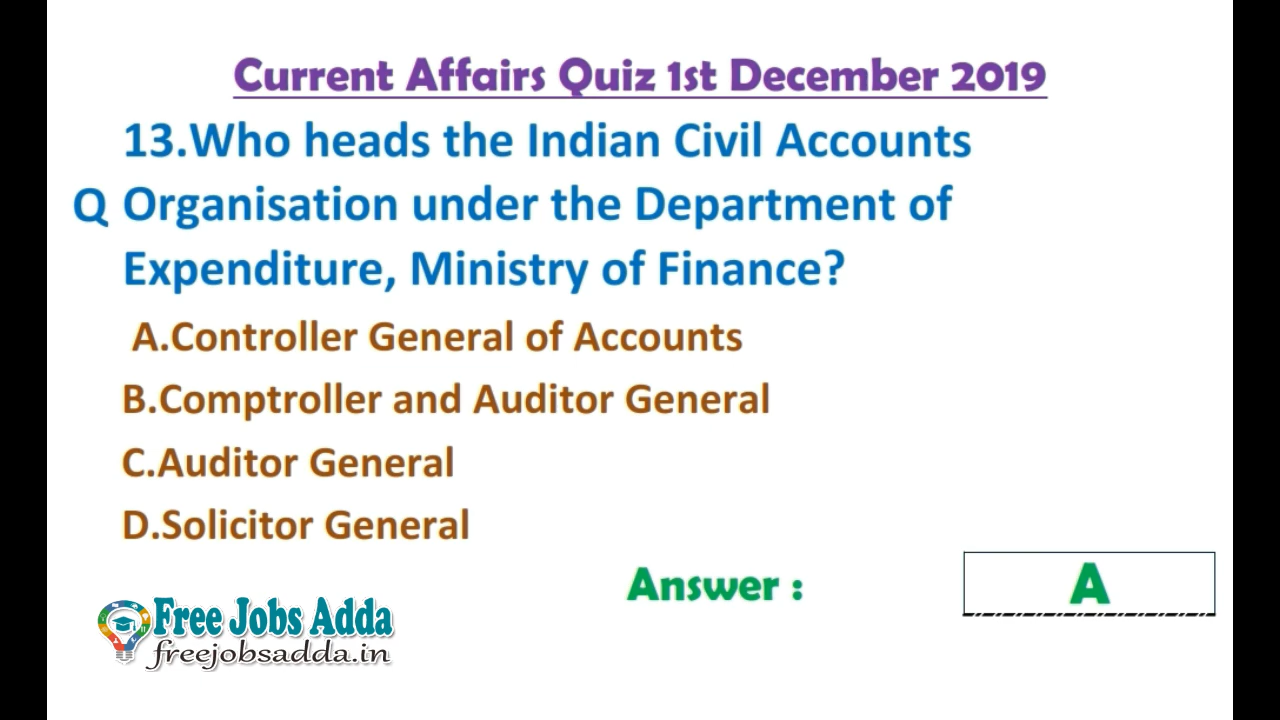 Current Affairs Quiz 1st December 2019
13.Who heads the Indian Civil Accounts
Q Organisation under the Department of
Expenditure, Ministry of Finance?
A.Controller General of Accounts
B.Comptroller and Auditor General
C.Auditor General
D.Solicitor General
Answer : A
Free Jobs Adda
freejobsadda.in